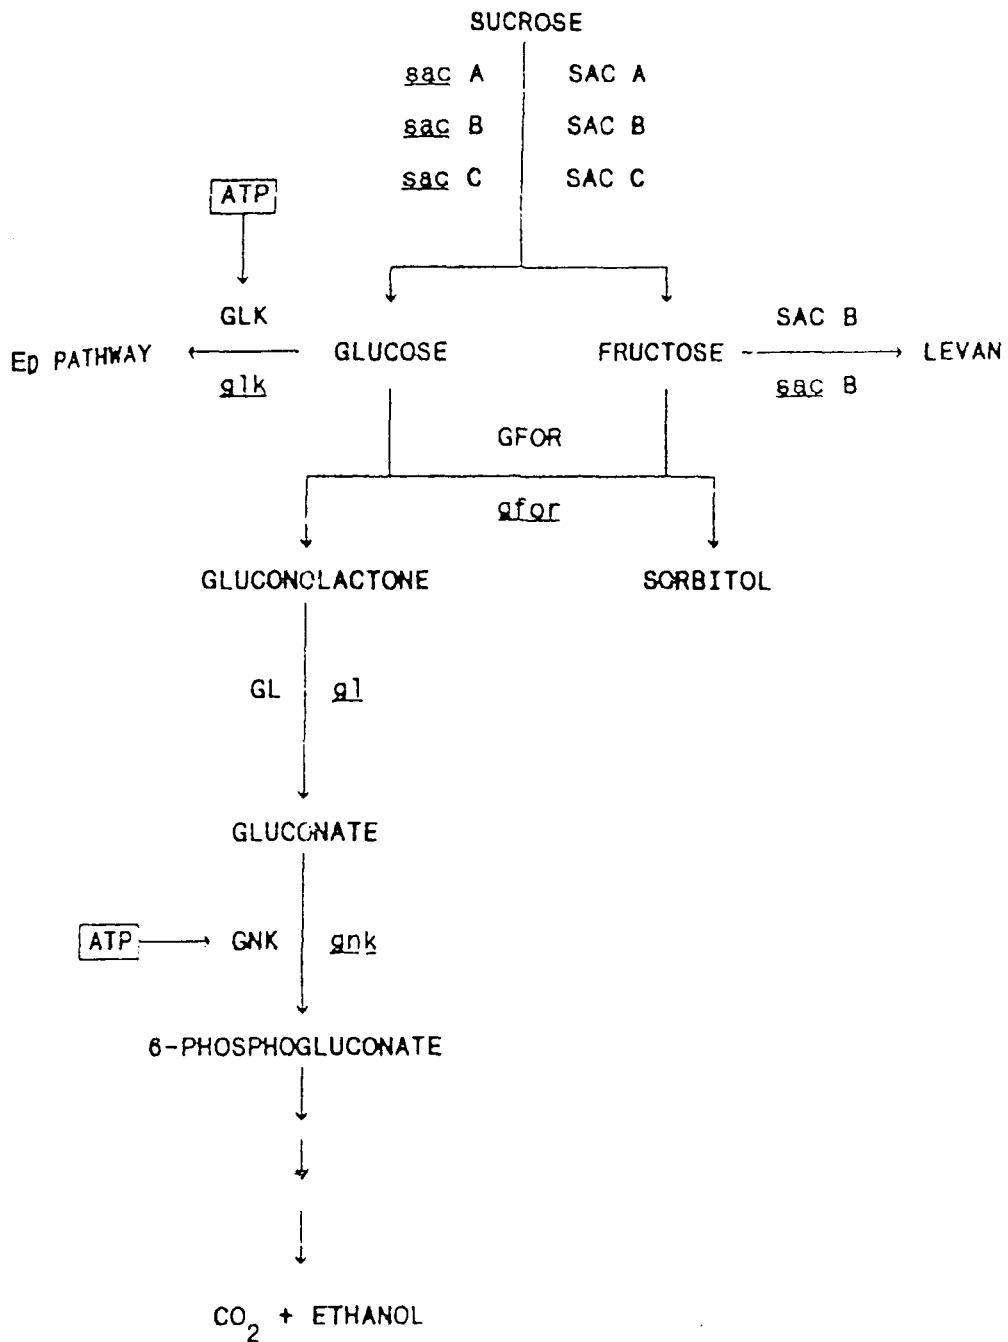 SUCROSE
sac A SAC A
sac B SAC B
sac C SAC C
ATP
GLK
SAC B
ED PATHWAY GLUCOSE FRUCTOSE LEVAN
glk
sac B
GFOR
gfor
GLUCONOLACTONE SORBITOL
GL gl
GLUCONATE
ATP GNK gnk
6-PHOSPHOGLUCONATE
CO2 + ETHANOL